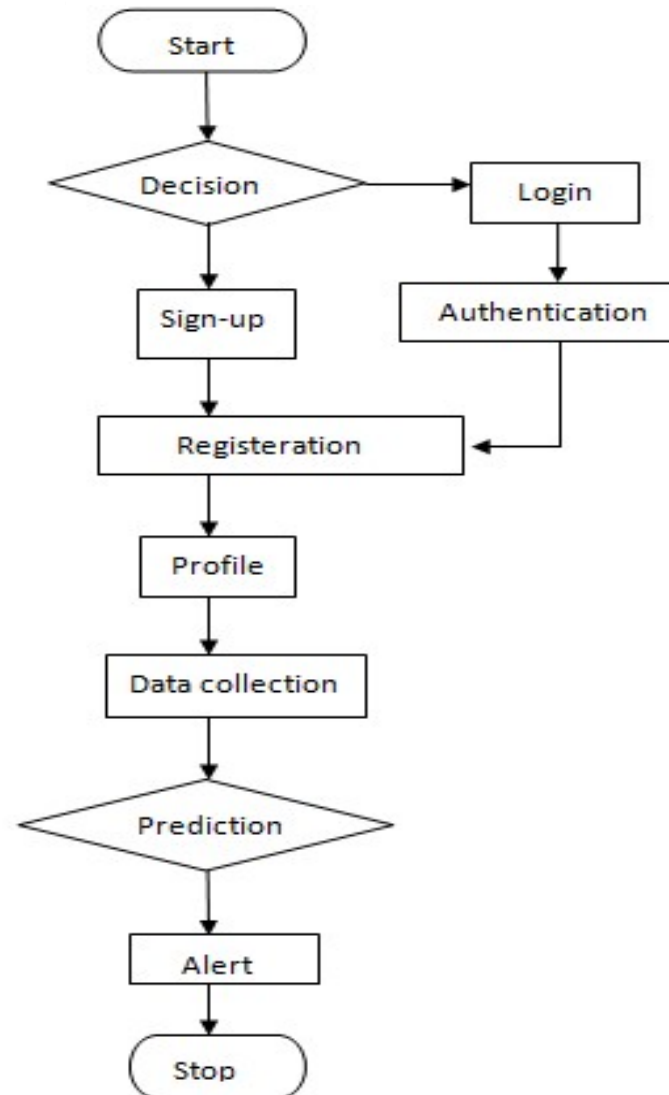 Start
Decision
Login
Sign-up
Authentication
Registeration
Profile
Data collection
Prediction
Alert
Stop